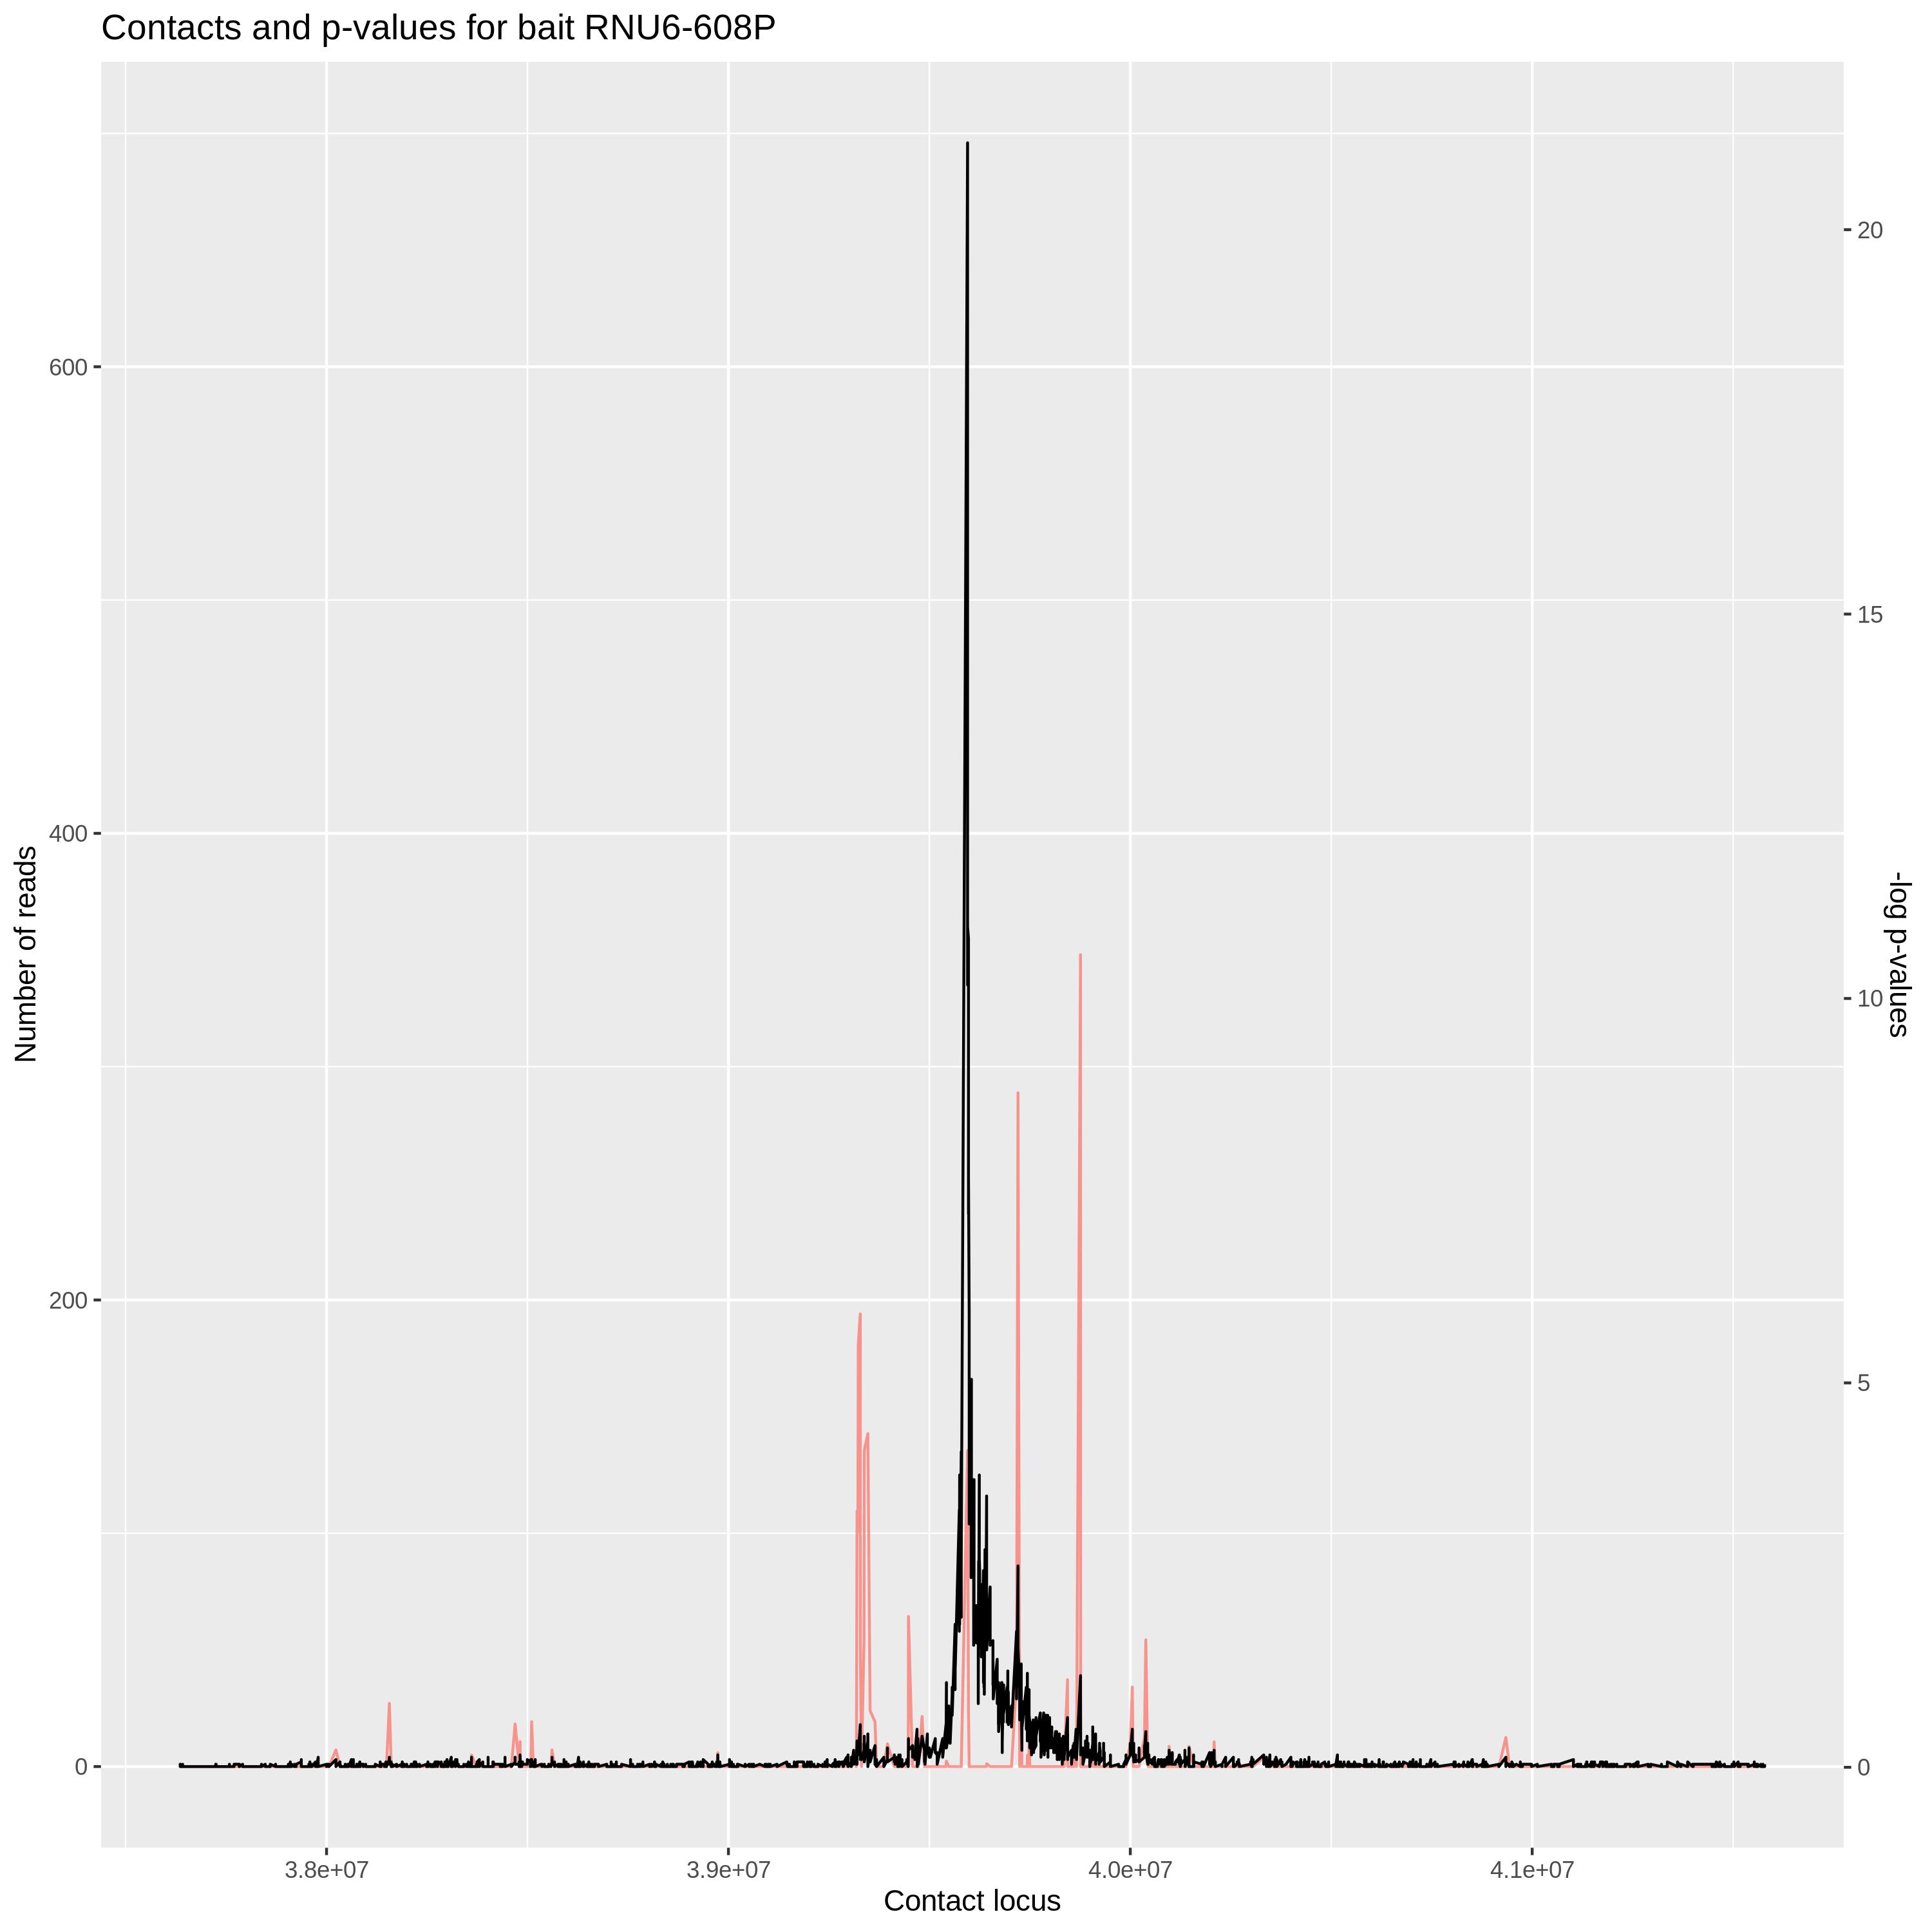 Contacts and p-values for bait RNU6-608P
Number of reads
600
400
200
0
20
15
10
5
0
-log p-values
3.8e+07
3.9e+07
4.0e+07
4.1e+07
Contact locus